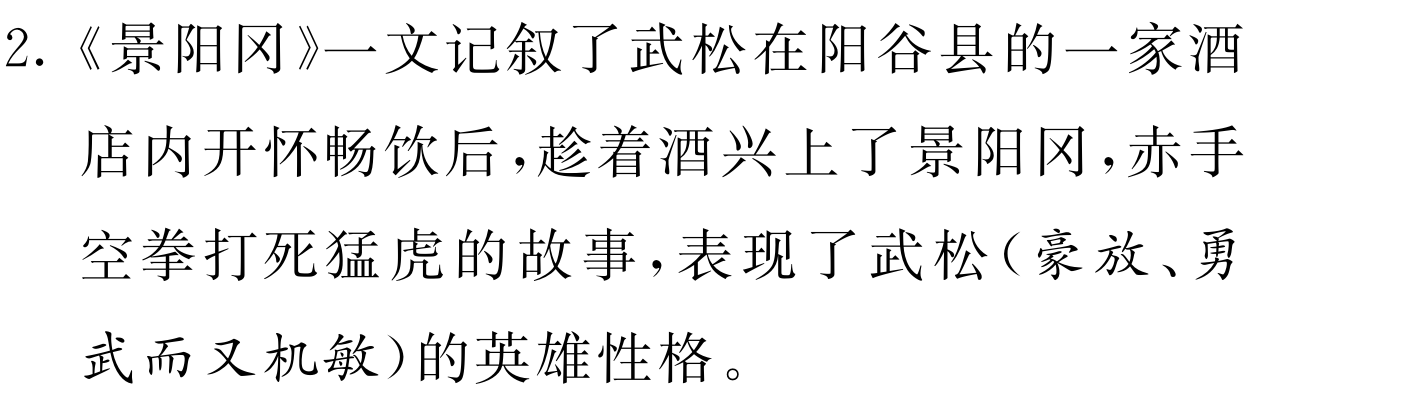 2.《景阳冈》一文记叙了武松在阳谷县的一家酒
店内开怀畅饮后,趁着酒兴上了景阳冈,赤手
空拳打死猛虎的故事,表现了武松(豪放、勇
武而又机敏)的英雄性格。